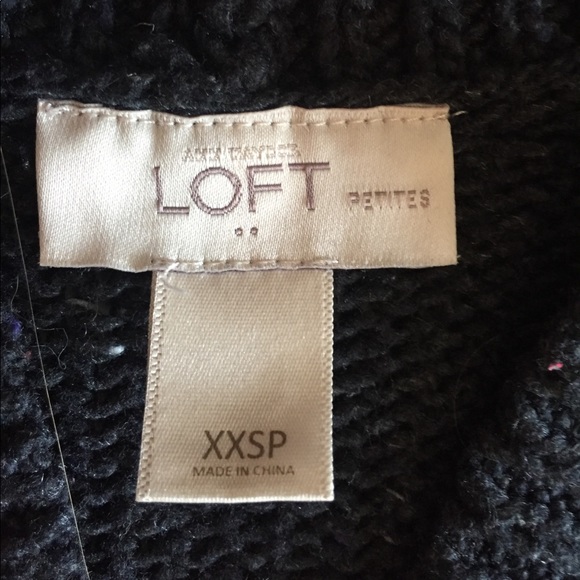 ANN TAYLOR
LOFT PETITES
XXSP
MADE IN CHINA